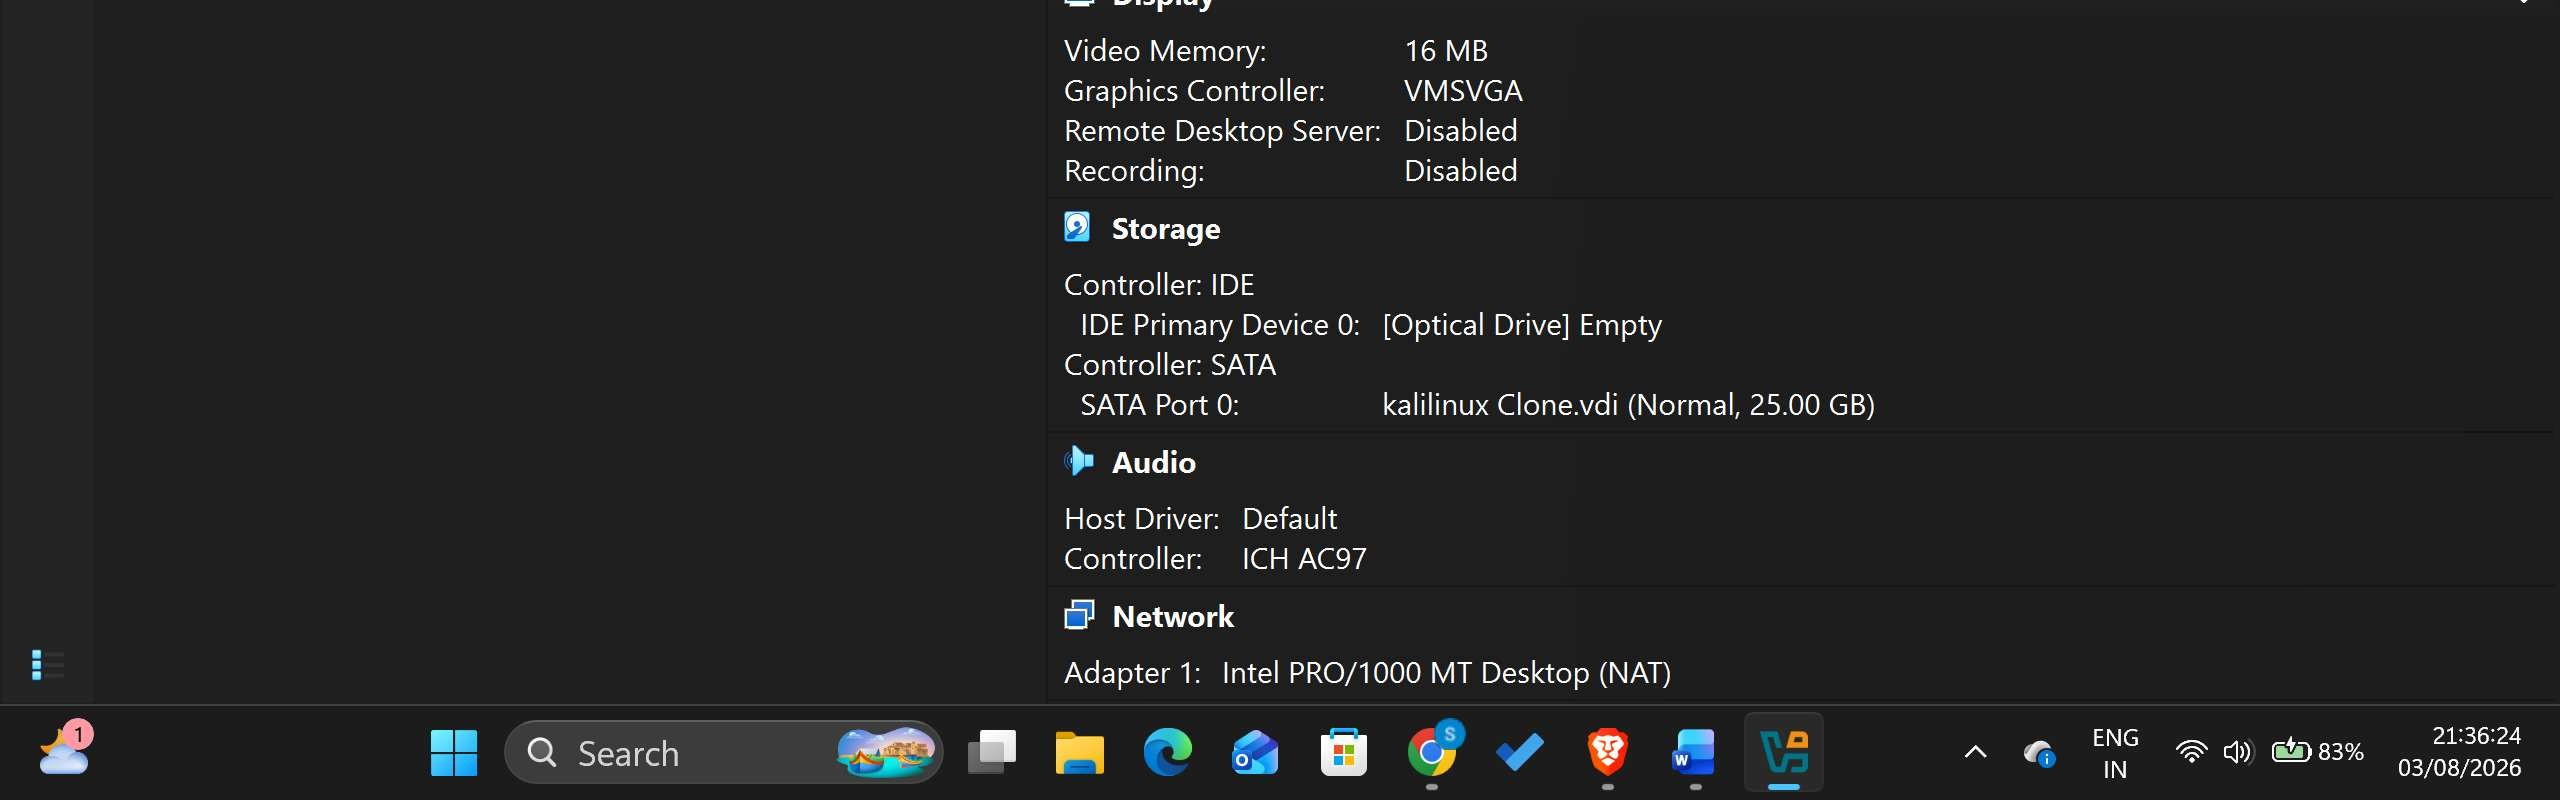 Display
Video Memory: 16 MB
Graphics Controller: VMSVGA
Remote Desktop Server: Disabled
Recording: Disabled
Storage
Controller: IDE
IDE Primary Device 0: [Optical Drive] Empty
Controller: SATA
SATA Port 0: kalilinux Clone.vdi (Normal, 25.00 GB)
Audio
Host Driver: Default
Controller: ICH AC97
Network
Adapter 1: Intel PRO/1000 MT Desktop (NAT)
1
Search
S
ENG
IN
83%
21:36:24
03/08/2026